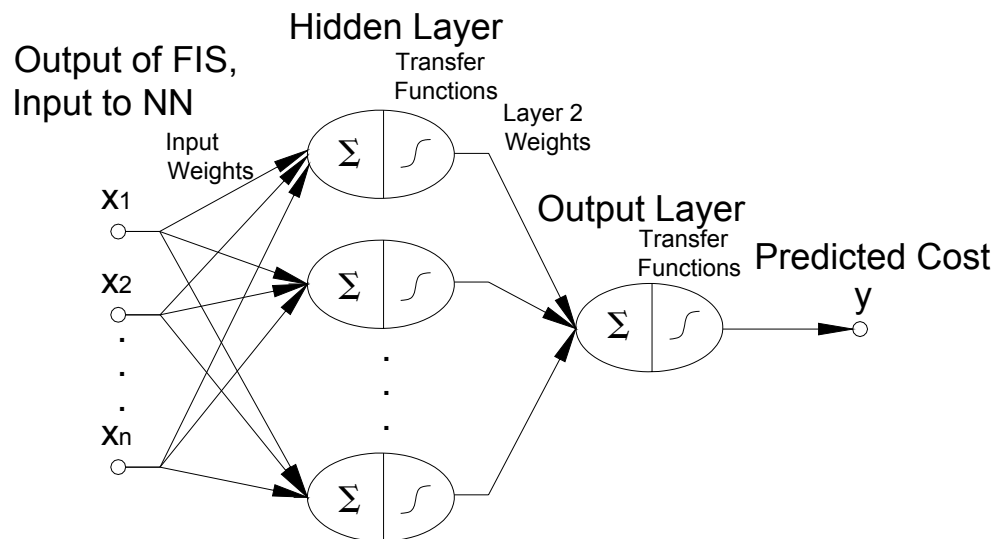 Hidden Layer
Output of FIS,
Input to NN
Transfer
Functions
Layer 2
Weights
Input
Weights
Σ
x1
Output Layer
Transfer
Functions
Predicted Cost
x2
Σ
y
Σ
.
.
.
.
.
.
xn
Σ